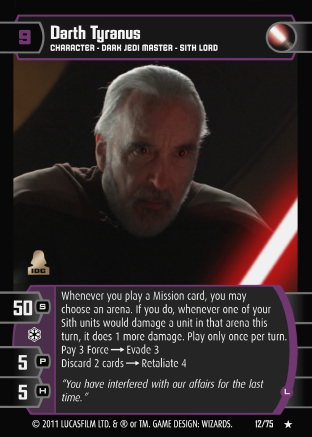 9
Darth Tyranus
CHARACTER - DARK JEDI MASTER - SITH LORD
IDC
50 S
Whenever you play a Mission card, you may
choose an arena. If you do, whenever one of your
Sith units would damage a unit in that arena this
turn, it does 1 more damage. Play only once per turn.
Pay 3 Force → Evade 3
5 P
Discard 2 cards → Retaliate 4
5 H
"You have interfered with our affairs for the last
time."
L
© 2011 LUCASFILM LTD. & ® or TM. GAME DESIGN: WIZARDS. 12/75 ★